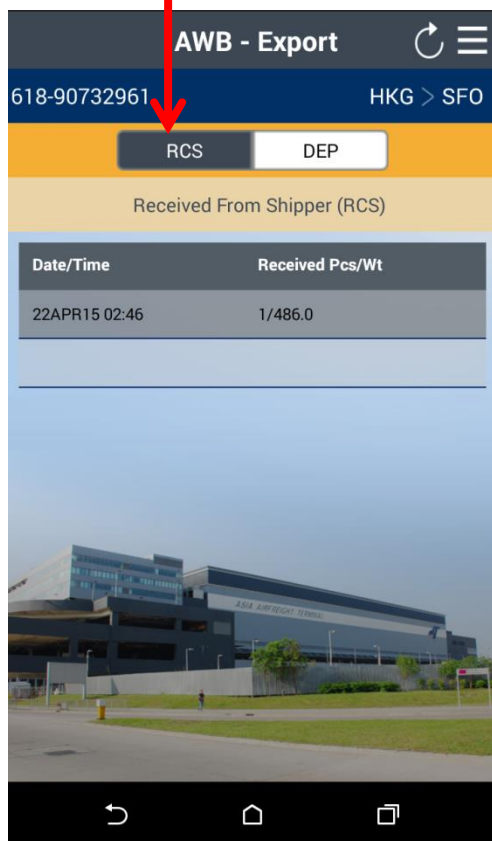 AWB - Export
618-90732961 HKG > SFO
RCS DEP
Received From Shipper (RCS)
Date/Time Received Pcs/Wt
22APR15 02:46 1/486.0
ASIA AIRFREIGHT TERMINAL